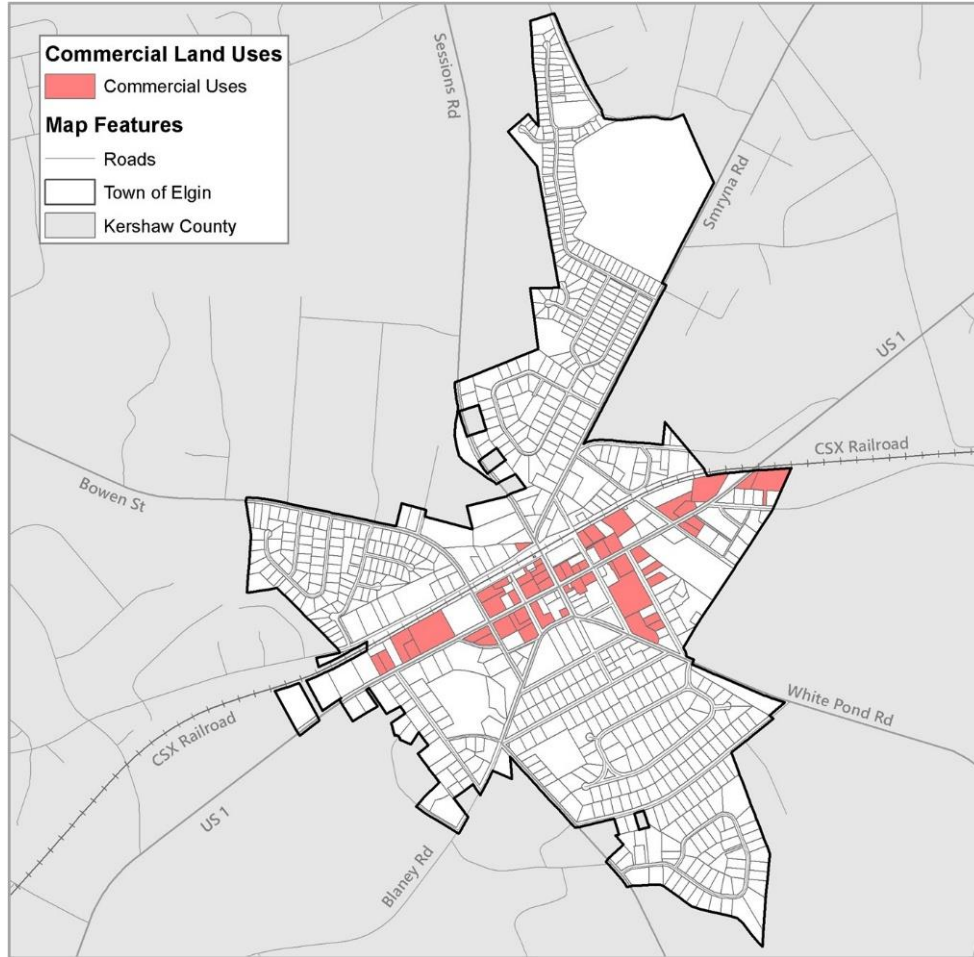 Commercial Land Uses
Commercial Uses
Map Features
Roads
Town of Elgin
Kershaw County
Sessions Rd
Smryna Rd
US 1
CSX Railroad
Bowen St
White Pond Rd
CSX Railroad
US 1
Blaney Rd